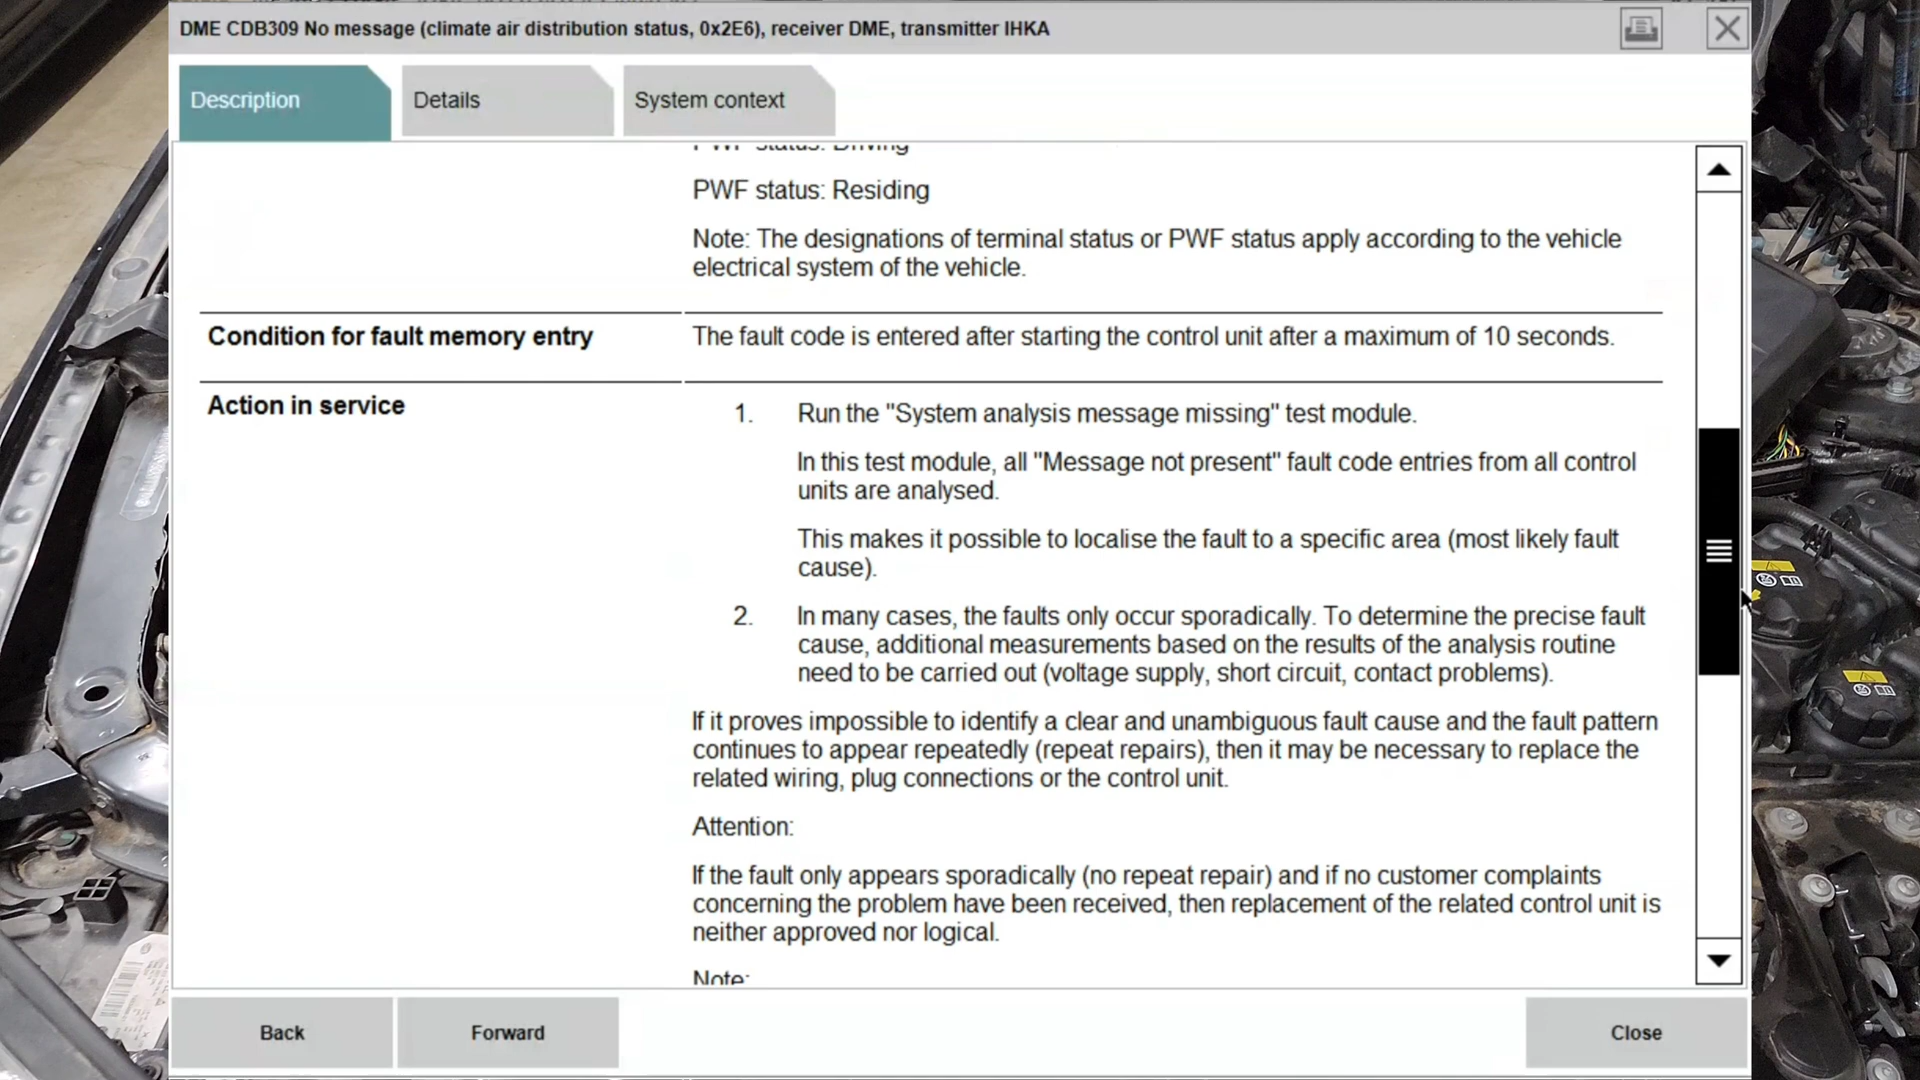 DME CDB309 No message (climate air distribution status, 0x2E6), receiver DME, transmitter IHKA
Description
Details
System context
PWF status: Driving
PWF status: Residing
Note: The designations of terminal status or PWF status apply according to the vehicle
electrical system of the vehicle.
Condition for fault memory entry
The fault code is entered after starting the control unit after a maximum of 10 seconds.
Action in service
1. Run the "System analysis message missing" test module.
In this test module, all "Message not present" fault code entries from all control
units are analysed.
This makes it possible to localise the fault to a specific area (most likely fault
cause).
2. In many cases, the faults only occur sporadically. To determine the precise fault
cause, additional measurements based on the results of the analysis routine
need to be carried out (voltage supply, short circuit, contact problems).
If it proves impossible to identify a clear and unambiguous fault cause and the fault pattern
continues to appear repeatedly (repeat repairs), then it may be necessary to replace the
related wiring, plug connections or the control unit.
Attention:
If the fault only appears sporadically (no repeat repair) and if no customer complaints
concerning the problem have been received, then replacement of the related control unit is
neither approved nor logical.
Note:
Back
Forward
Close